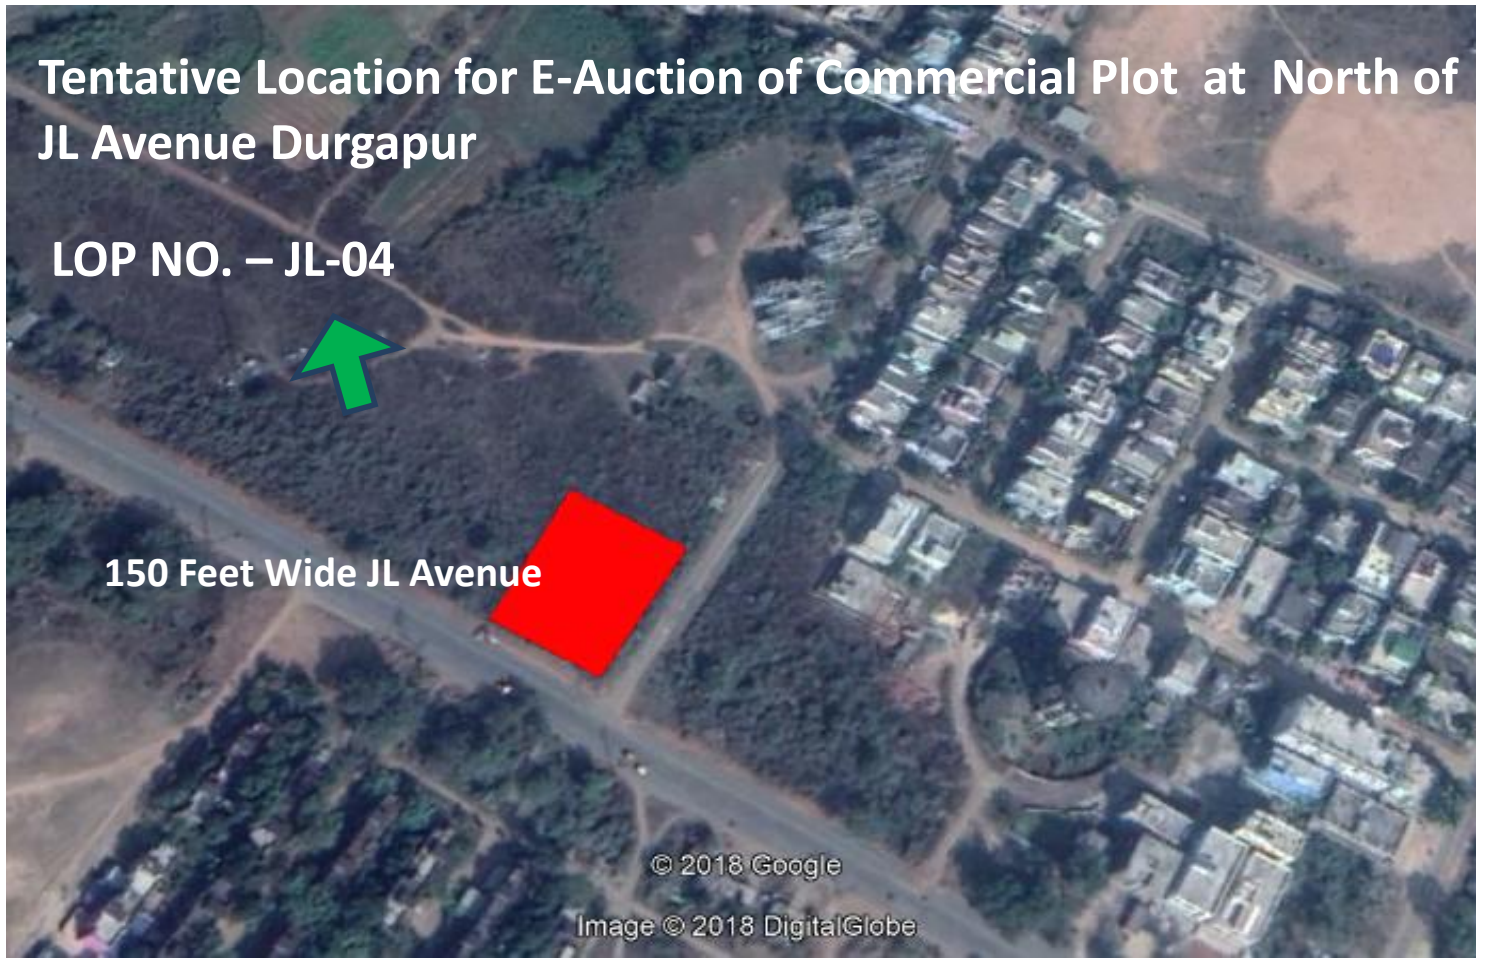 Tentative Location for E-Auction of Commercial Plot at North of
JL Avenue Durgapur
LOP NO. – JL-04
150 Feet Wide JL Avenue
© 2018 Google
Image © 2018 DigitalGlobe